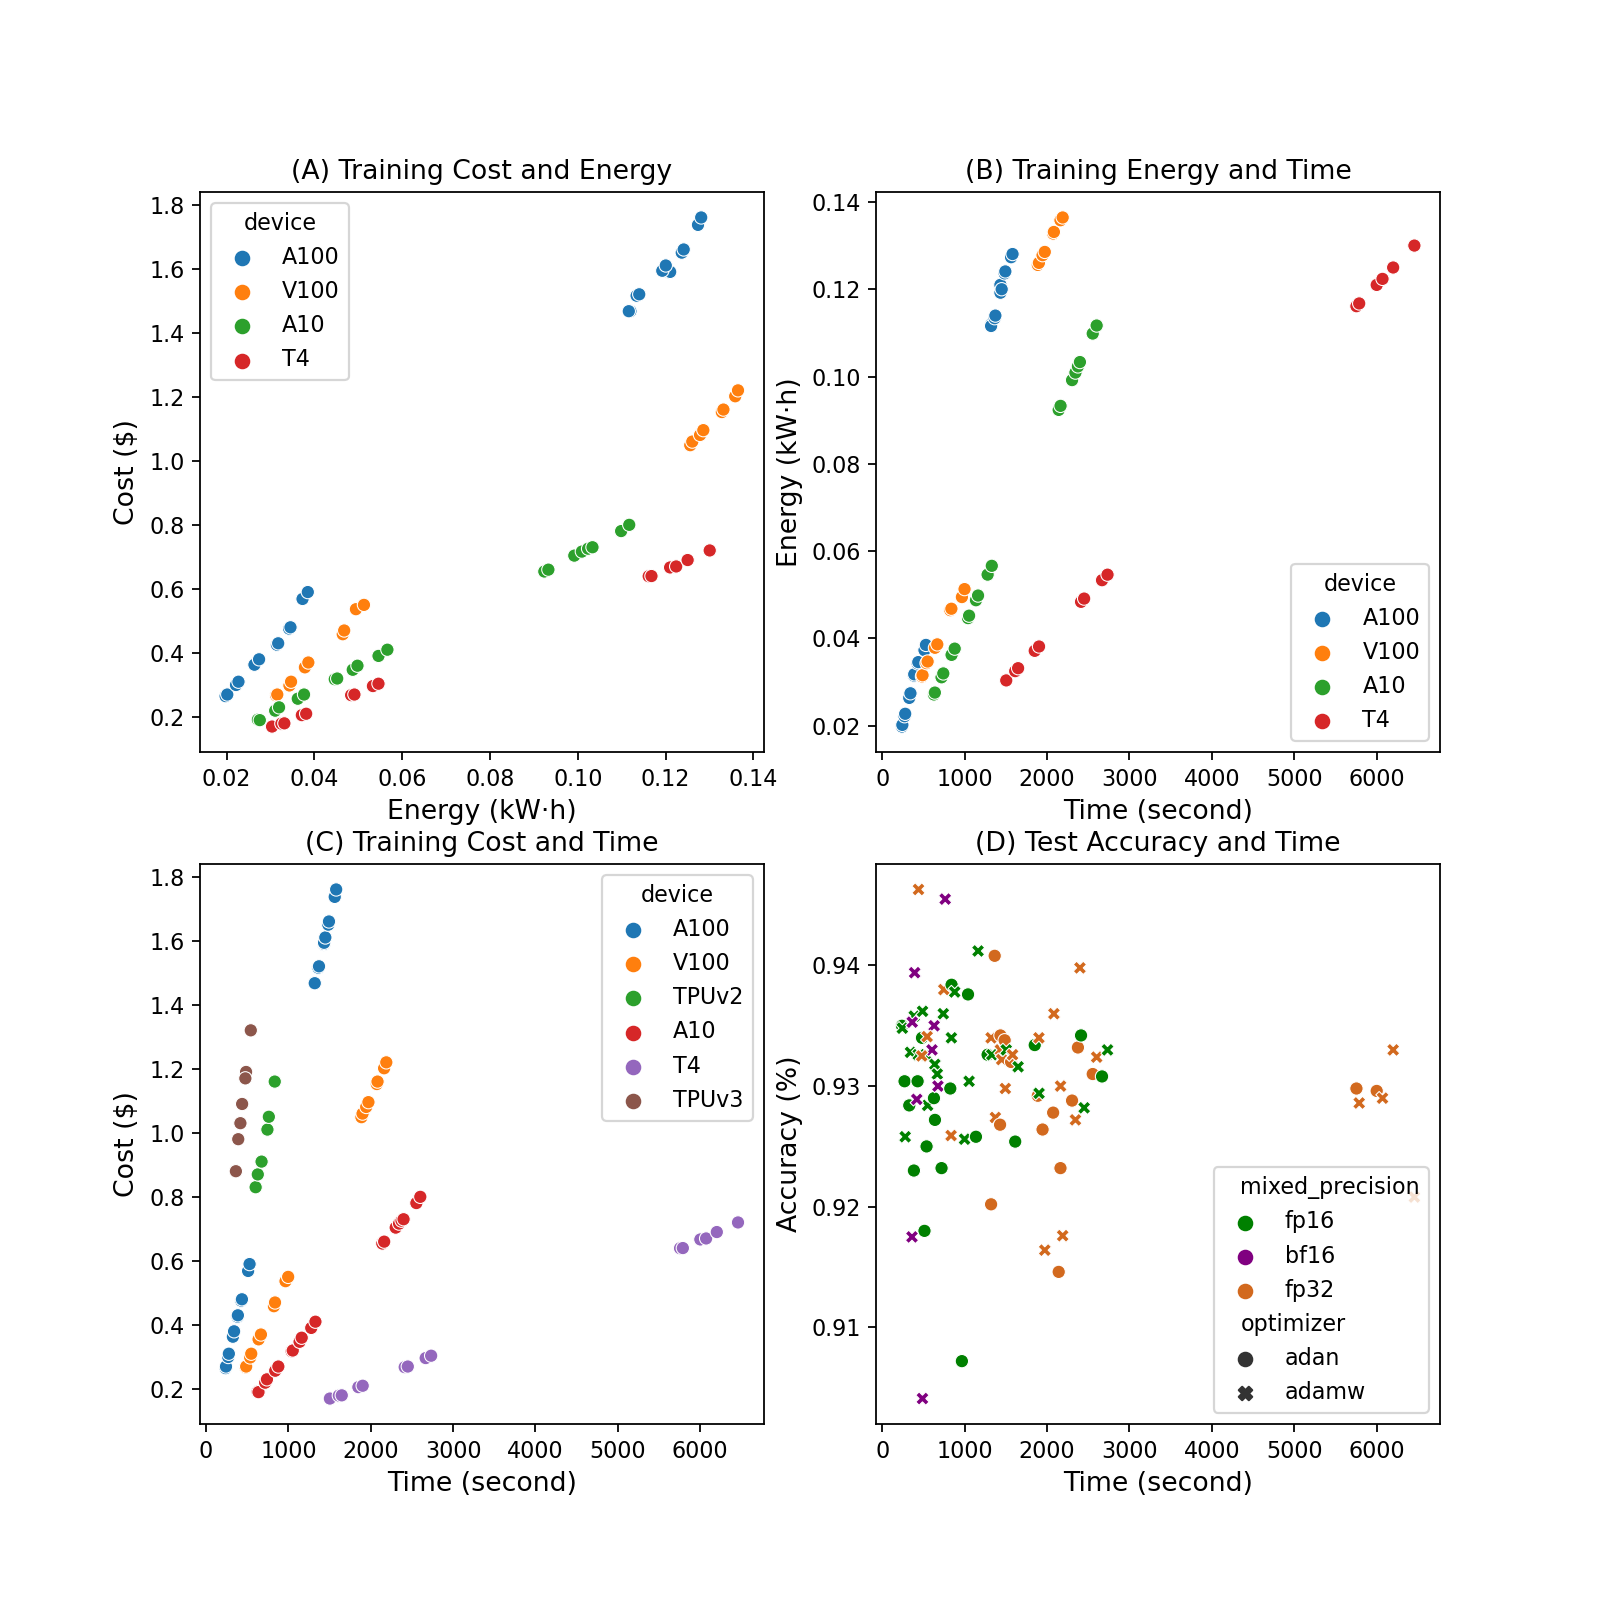 (A) Training Cost and Energy
1.8
1.6
1.4
1.2
1.0
0.8
0.6
0.4
0.2
Cost ($)
device
A100
V100
A10
T4
0.02 0.04 0.06 0.08 0.10 0.12 0.14
Energy (kW·h)
(B) Training Energy and Time
0.14
0.12
0.10
0.08
0.06
0.04
0.02
Energy (kW·h)
device
A100
V100
A10
T4
0 1000 2000 3000 4000 5000 6000
Time (second)
(C) Training Cost and Time
1.8
1.6
1.4
1.2
1.0
0.8
0.6
0.4
0.2
Cost ($)
device
A100
V100
TPUv2
A10
T4
TPUv3
0 1000 2000 3000 4000 5000 6000
Time (second)
(D) Test Accuracy and Time
0.94
0.93
0.92
0.91
Accuracy (%)
mixed_precision
fp16
bf16
fp32
optimizer
adan
adamw
0 1000 2000 3000 4000 5000 6000
Time (second)